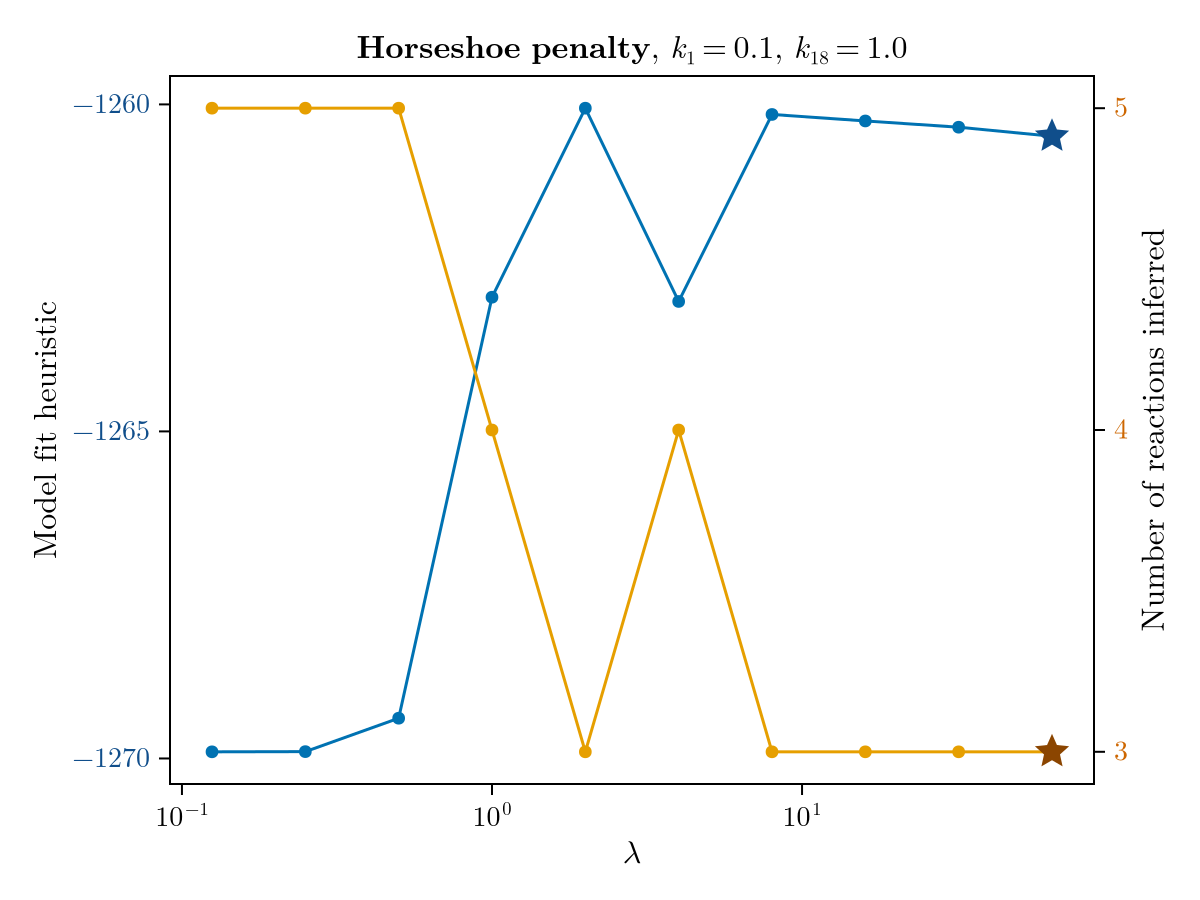 Horseshoe penalty, k₁ = 0.1, k₁₈ = 1.0
−1260
−1265
−1270
Model fit heuristic
5
4
3
Number of reactions inferred
10⁻¹
10⁰
10¹
λ